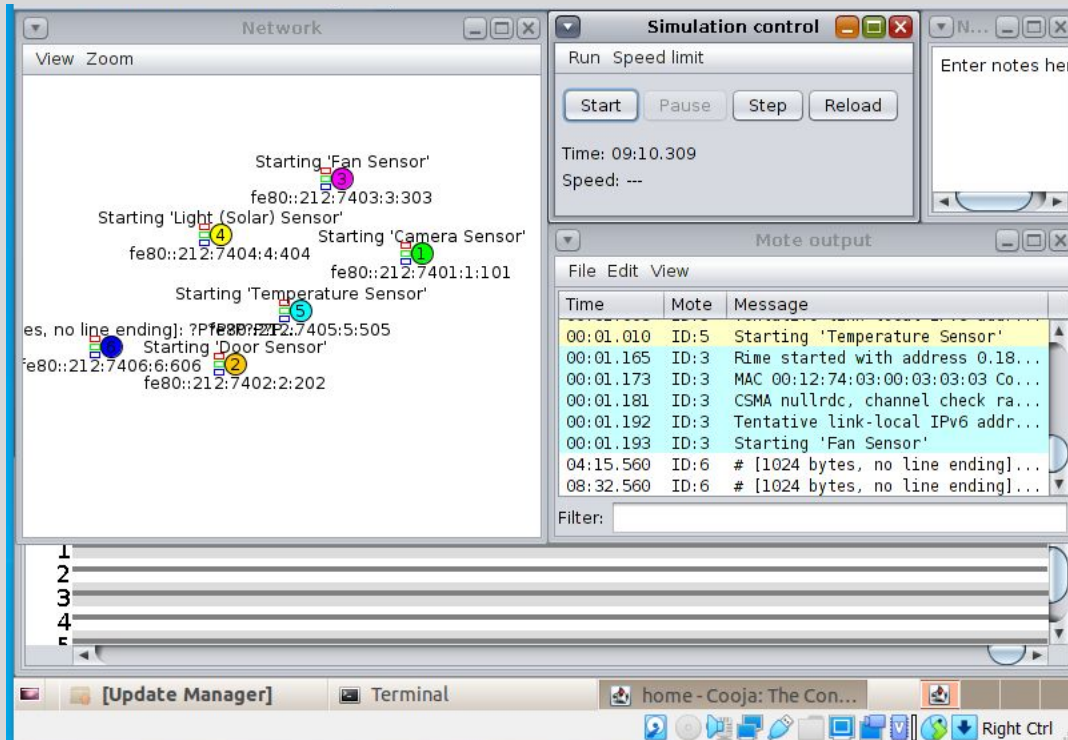 Network
View Zoom
Starting 'Fan Sensor'
3
fe80::212:7403:3:303
Starting 'Light (Solar) Sensor'
4
fe80::212:7404:4:404
Starting 'Camera Sensor'
1
fe80::212:7401:1:101
Starting 'Temperature Sensor'
5
es, no line ending]:
:7405:5:505
6
Starting 'Door Sensor'
fe80::212:7406:6:606
2
fe80::212:7402:2:202
Simulation control
Run Speed limit
Start Pause Step Reload
Time: 09:10.309
Speed: ---
N...
Enter notes her
Mote output
File Edit View
Time Mote Message
00:01.010 ID:5 Starting 'Temperature Sensor'
00:01.165 ID:3 Rime started with address 0.18...
00:01.173 ID:3 MAC 00:12:74:03:00:03:03:03 Co...
00:01.181 ID:3 CSMA nullrdc, channel check ra...
00:01.192 ID:3 Tentative link-local IPv6 addr...
00:01.193 ID:3 Starting 'Fan Sensor'
04:15.560 ID:6 # [1024 bytes, no line ending]...
08:32.560 ID:6 # [1024 bytes, no line ending]...
Filter:
1
2
3
4
5
[Update Manager] Terminal home - Cooja: The Con...
Right Ctrl